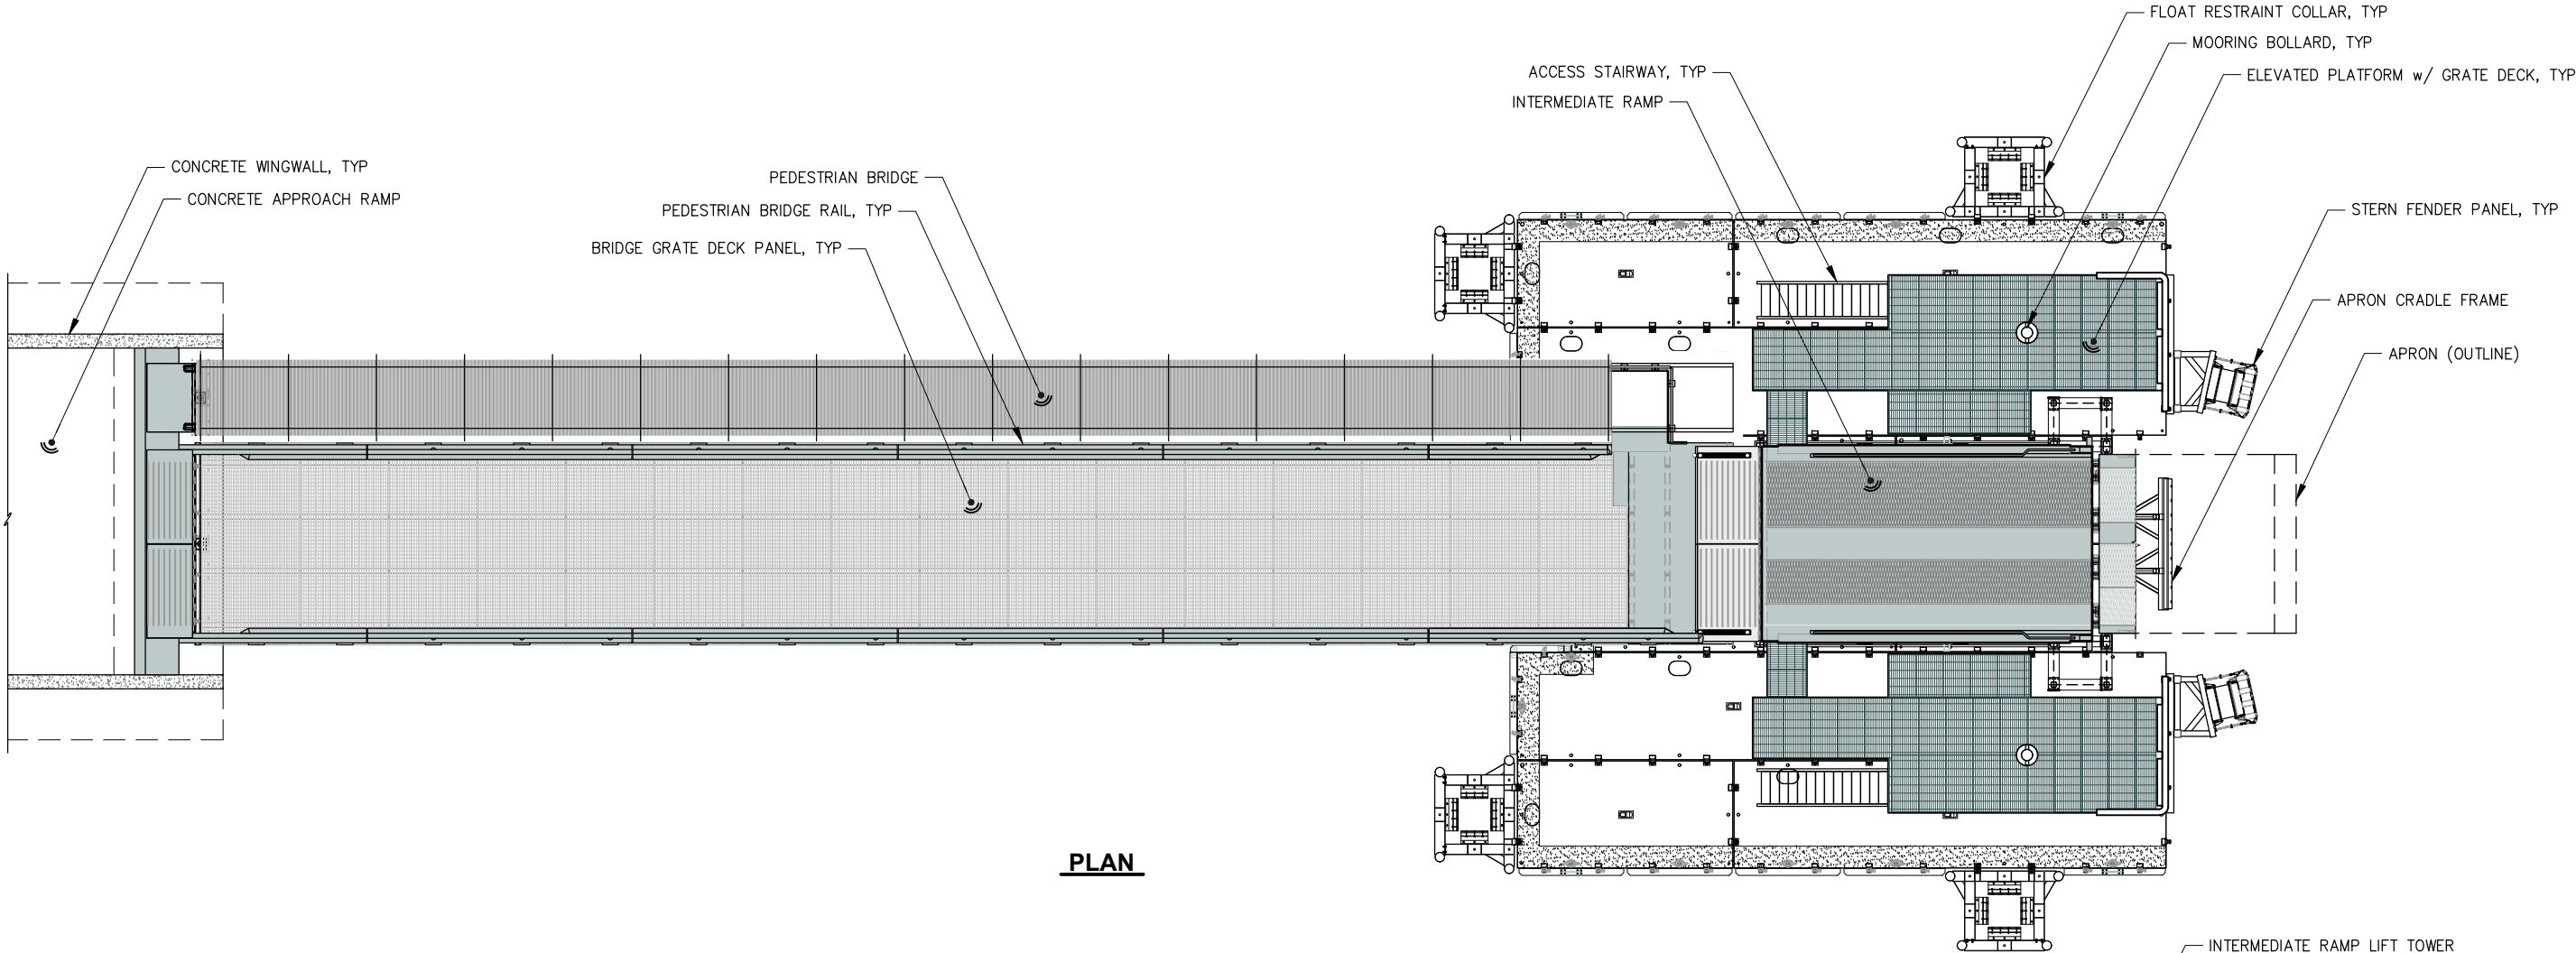 FLOAT RESTRAINT COLLAR, TYP
MOORING BOLLARD, TYP
ACCESS STAIRWAY, TYP
ELEVATED PLATFORM w/ GRATE DECK, TYP
INTERMEDIATE RAMP
CONCRETE WINGWALL, TYP
PEDESTRIAN BRIDGE
CONCRETE APPROACH RAMP
PEDESTRIAN BRIDGE RAIL, TYP
STERN FENDER PANEL, TYP
BRIDGE GRATE DECK PANEL, TYP
APRON CRADLE FRAME
APRON (OUTLINE)
PLAN
INTERMEDIATE RAMP LIFT TOWER